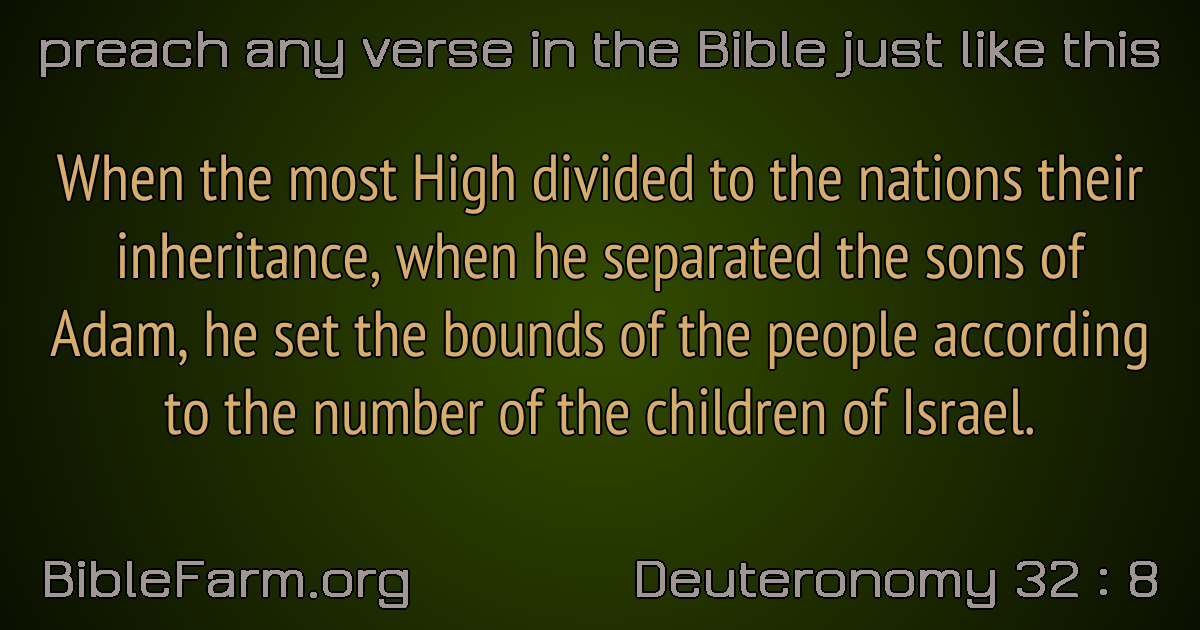 preach any verse in the Bible just like this
When the most High divided to the nations their
inheritance, when he separated the sons of
Adam, he set the bounds of the people according
to the number of the children of Israel.
BibleFarm.org
Deuteronomy 32 : 8